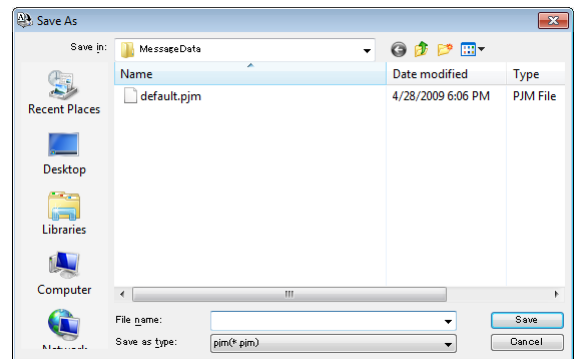 Save As
Save in: MessageData
Name Date modified Type
default.pjm 4/28/2009 6:06 PM PJM File
Recent Places
Desktop
Libraries
Computer
File name: Save
Save as type: pjm(*.pjm) Cancel